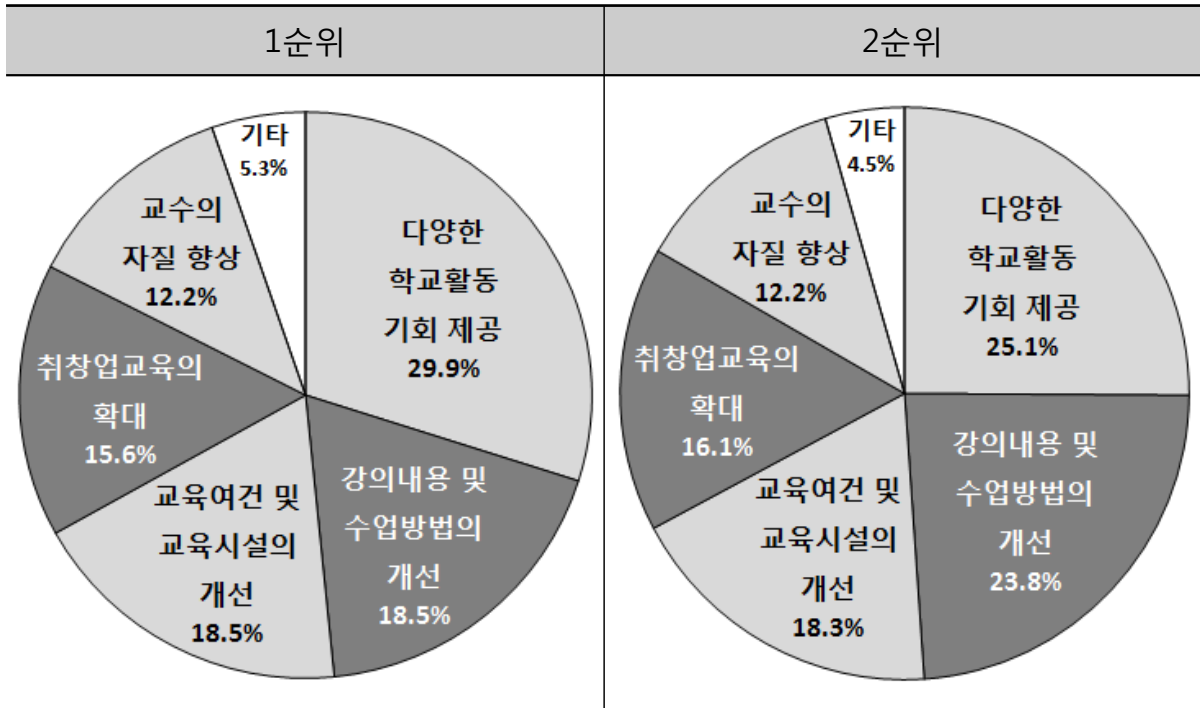 1순위
2순위
기타
5.3%
다양한
학교활동
기회 제공
29.9%
강의내용 및
수업방법의
개선
18.5%
교육여건 및
교육시설의
개선
18.5%
취창업교육의
확대
15.6%
교수의
자질 향상
12.2%
기타
4.5%
다양한
학교활동
기회 제공
25.1%
강의내용 및
수업방법의
개선
23.8%
교육여건 및
교육시설의
개선
18.3%
취창업교육의
확대
16.1%
교수의
자질 향상
12.2%